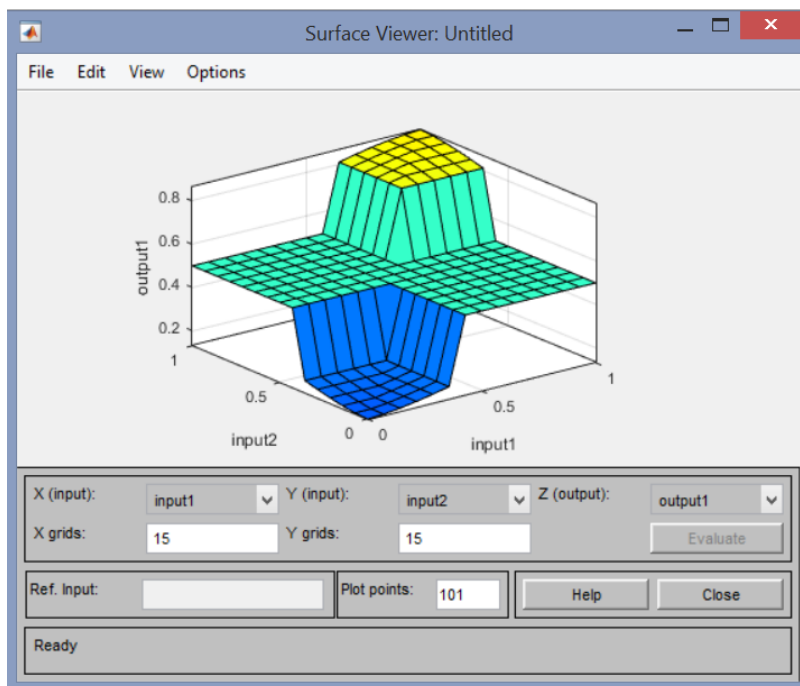 Surface Viewer: Untitled
File Edit View Options
0.8
0.6
0.4
0.2
output1
1
0.5
0
input2
0
0.5
1
input1
X (input): input1 Y (input): input2 Z (output): output1
X grids: 15 Y grids: 15 Evaluate
Ref. Input: Plot points: 101 Help Close
Ready